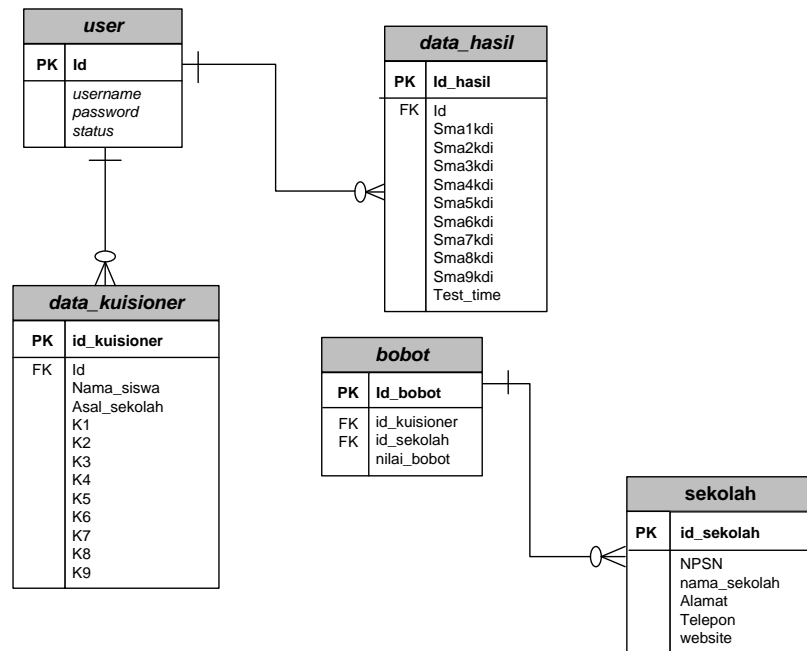 user
PK Id
username
password
status
data_hasil
PK Id_hasil
FK Id
Sma1kdi
Sma2kdi
Sma3kdi
Sma4kdi
Sma5kdi
Sma6kdi
Sma7kdi
Sma8kdi
Sma9kdi
Test_time
data_kuisioner
PK id_kuisioner
FK Id
Nama_siswa
Asal_sekolah
K1
K2
K3
K4
K5
K6
K7
K8
K9
bobot
PK Id_bobot
FK id_kuisioner
FK id_sekolah
nilai_bobot
sekolah
PK id_sekolah
NPSN
nama_sekolah
Alamat
Telepon
website